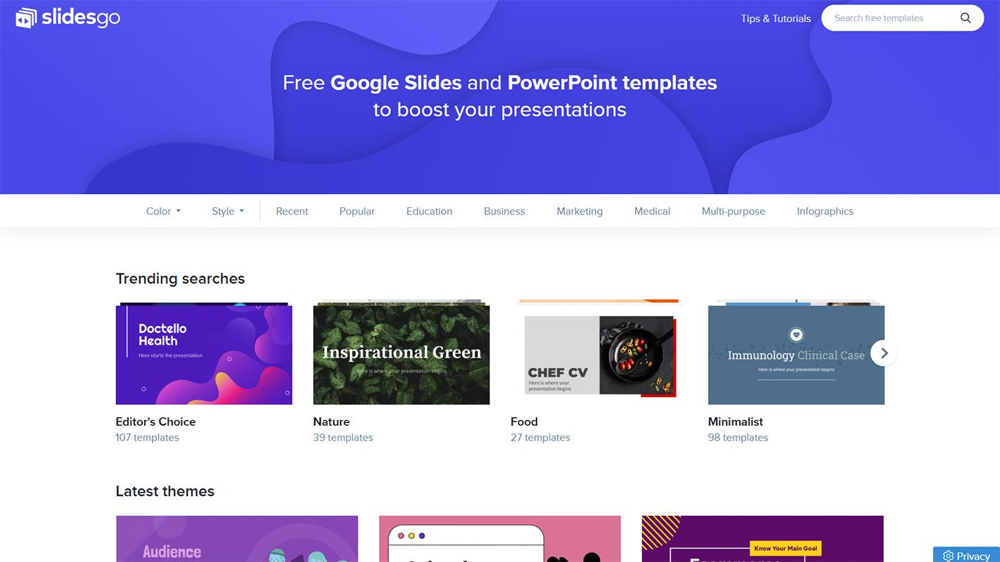 slidesgo
Tips & Tutorials
Search free templates
Free Google Slides and PowerPoint templates
to boost your presentations
Color
Style
Recent
Popular
Education
Business
Marketing
Medical
Multi-purpose
Infographics
Trending searches
Doctello
Health
Here starts the presentation
Inspirational Green
Here is where your presentation begins
CHEF CV
Here is where your
presentation begins
Immunology Clinical Case
Here is where your presentation begins
Editor's Choice
107 templates
Nature
39 templates
Food
27 templates
Minimalist
98 templates
Latest themes
Audience
Know Your Main Goal
Privacy